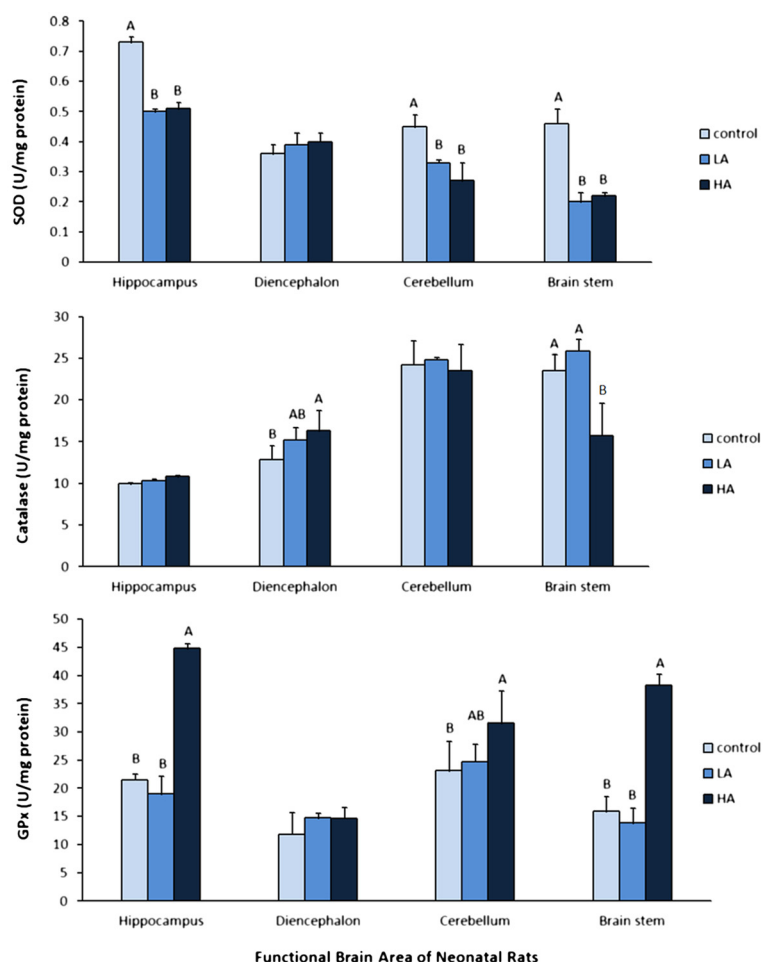 SOD (U/mg protein)
0.8
0.7
0.6
0.5
0.4
0.3
0.2
0.1
0
A
B B
A
B B
A
B B
control
LA
HA
Hippocampus Diencephalon Cerebellum Brain stem
Catalase (U/mg protein)
30
25
20
15
10
5
0
B AB A
A A
B
control
LA
HA
Hippocampus Diencephalon Cerebellum Brain stem
GPx (U/mg protein)
50
45
40
35
30
25
20
15
10
5
0
B B A
B AB A
B B A
control
LA
HA
Hippocampus Diencephalon Cerebellum Brain stem
Functional Brain Area of Neonatal Rats